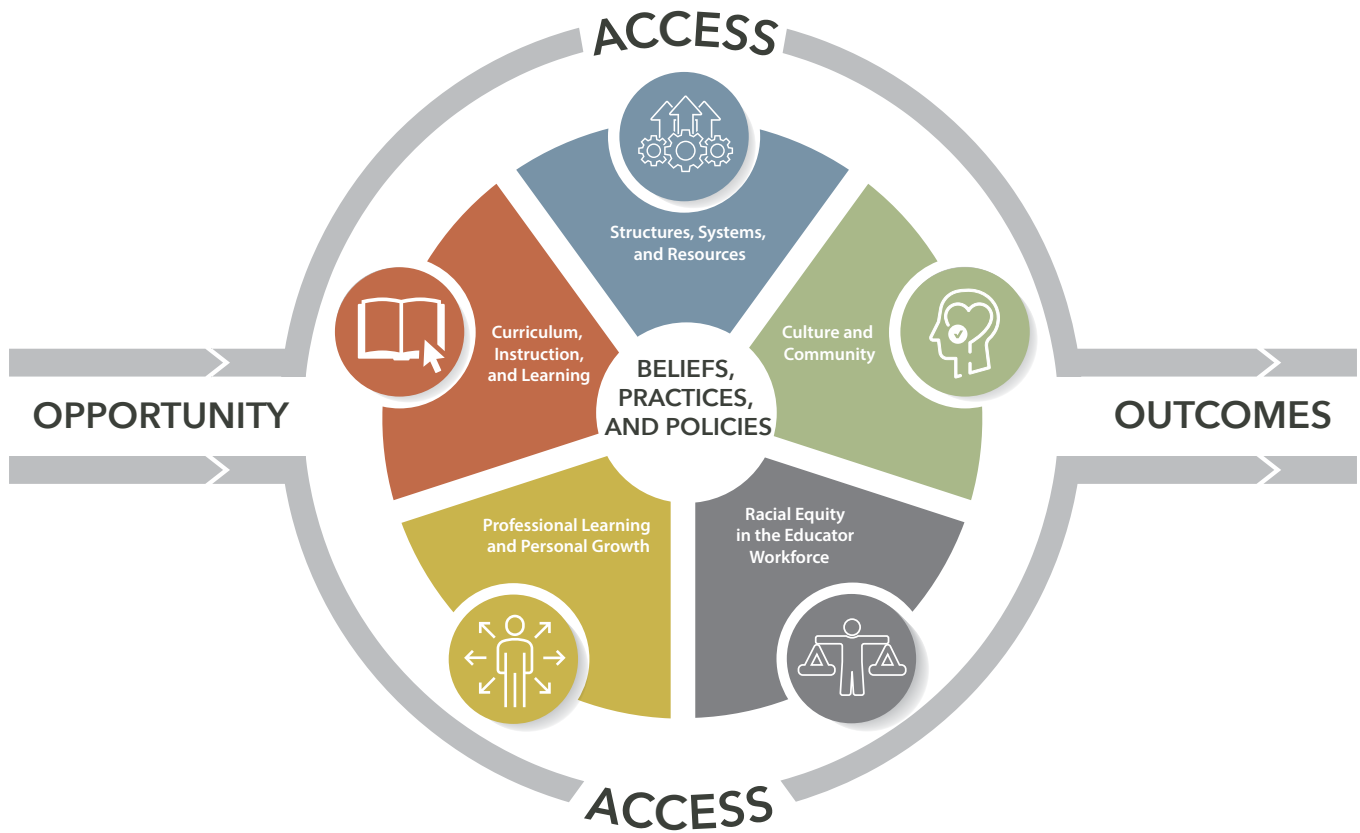 ACCESS
Structures, Systems,
and Resources
Curriculum,
Instruction,
and Learning
Culture and
Community
BELIEFS,
PRACTICES,
AND POLICIES
OPPORTUNITY
OUTCOMES
Professional Learning
and Personal Growth
Racial Equity
in the Educator
Workforce
ACCESS